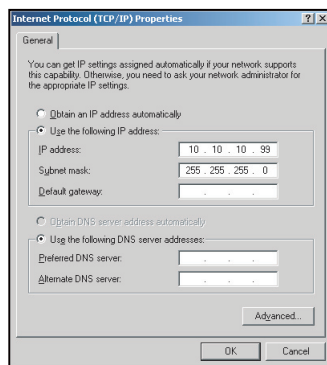 Internet Protocol (TCP/IP) Properties
General
You can get IP settings assigned automatically if your network supports
this capability. Otherwise, you need to ask your network administrator for
the appropriate IP settings.
Obtain an IP address automatically
Use the following IP address:
IP address: 10 . 10 . 10 . 99
Subnet mask: 255 . 255 . 255 . 0
Default gateway: . . .
Obtain DNS server address automatically
Use the following DNS server addresses:
Preferred DNS server: . . .
Alternate DNS server: . . .
Advanced...
OK Cancel